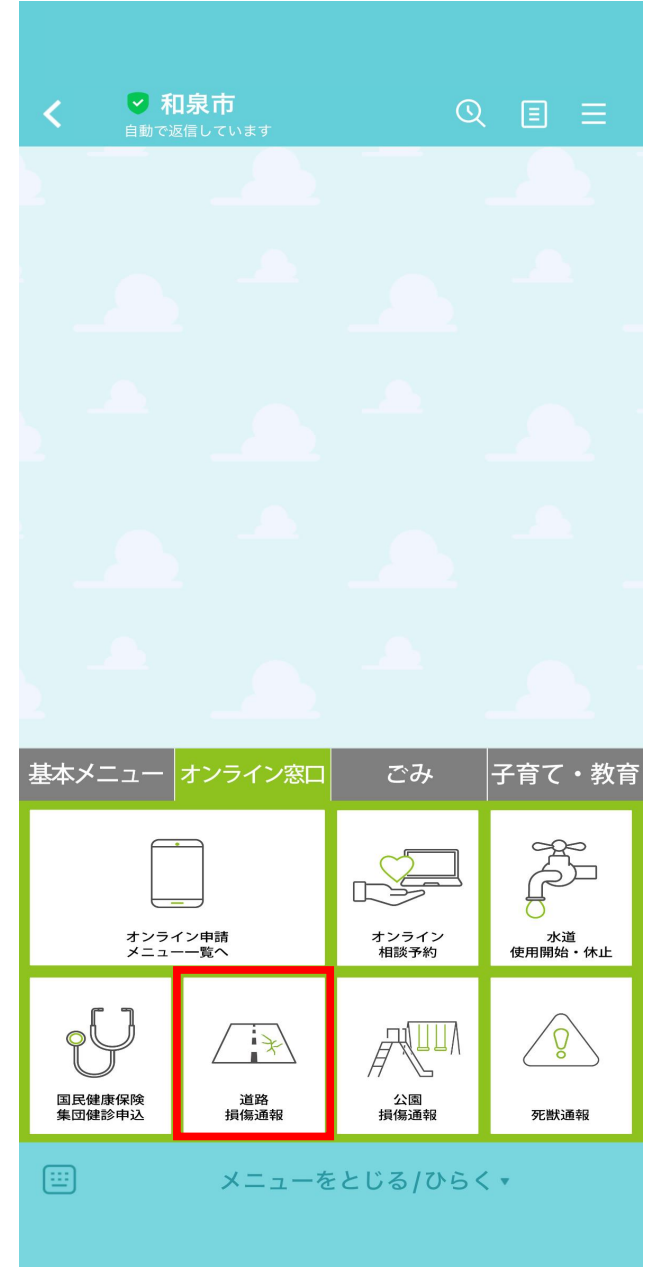 和泉市
自動で返信しています
基本メニュー
オンライン窓口
ごみ
子育て・教育
オンライン申請
メニュー一覧へ
オンライン
相談予約
水道
使用開始・休止
国民健康保険
集団健診申込
道路
損傷通報
公園
損傷通報
死獣通報
メニューをとじる/ひらく▾